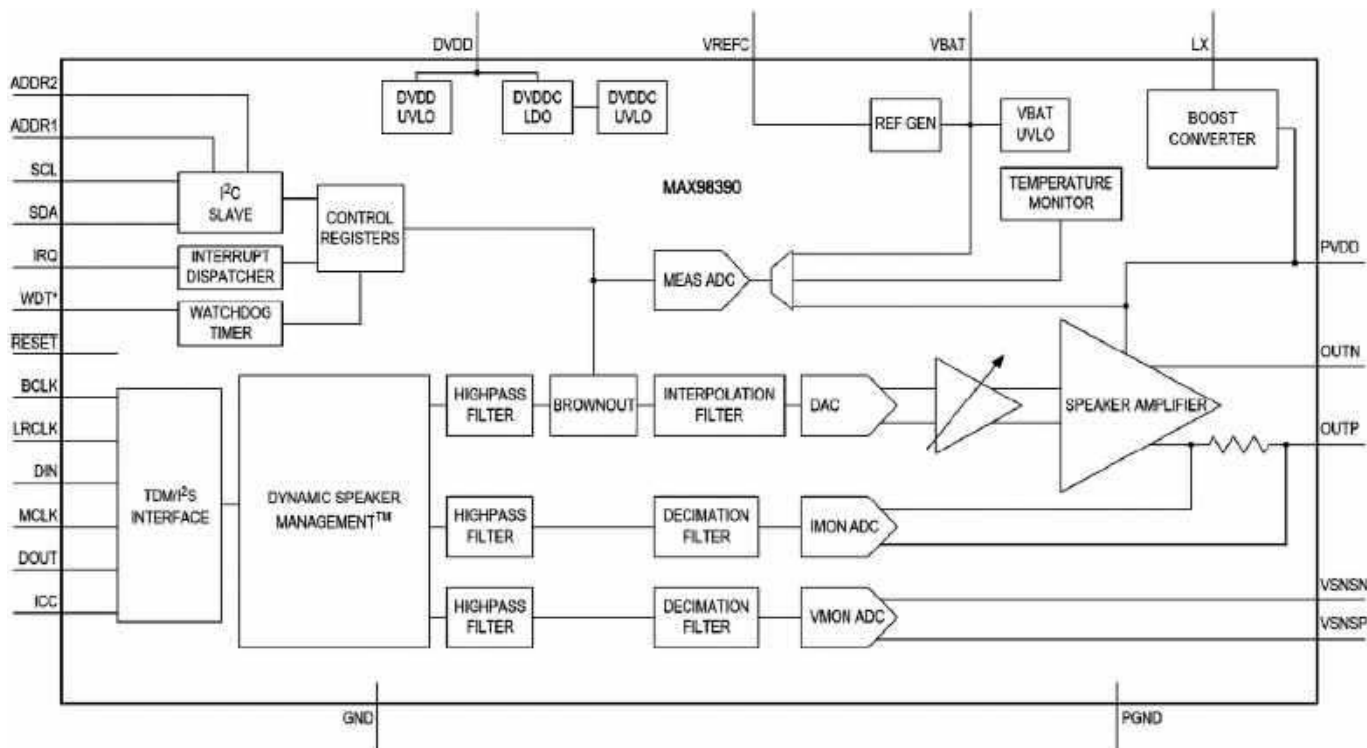 DVDD
VREFC
VBAT
LX
ADDR2
ADDR1
SCL
SDA
IRQ
WDT*
RESET
BCLK
LRCLK
DIN
MCLK
DOUT
ICC
DVDD
UVLO
DVDDC
LDO
DVDDC
UVLO
REF GEN
VBAT
UVLO
BOOST
CONVERTER
MAX98390
TEMPERATURE
MONITOR
I²C
SLAVE
CONTROL
REGISTERS
INTERRUPT
DISPATCHER
WATCHDOG
TIMER
MEAS ADC
PVDD
OUTN
OUTP
VSNSN
VSNSP
TDM/I²S
INTERFACE
DYNAMIC SPEAKER
MANAGEMENT™
HIGHPASS
FILTER
BROWNOUT
INTERPOLATION
FILTER
DAC
SPEAKER AMPLIFIER
HIGHPASS
FILTER
DECIMATION
FILTER
IMON ADC
HIGHPASS
FILTER
DECIMATION
FILTER
VMON ADC
GND
PGND